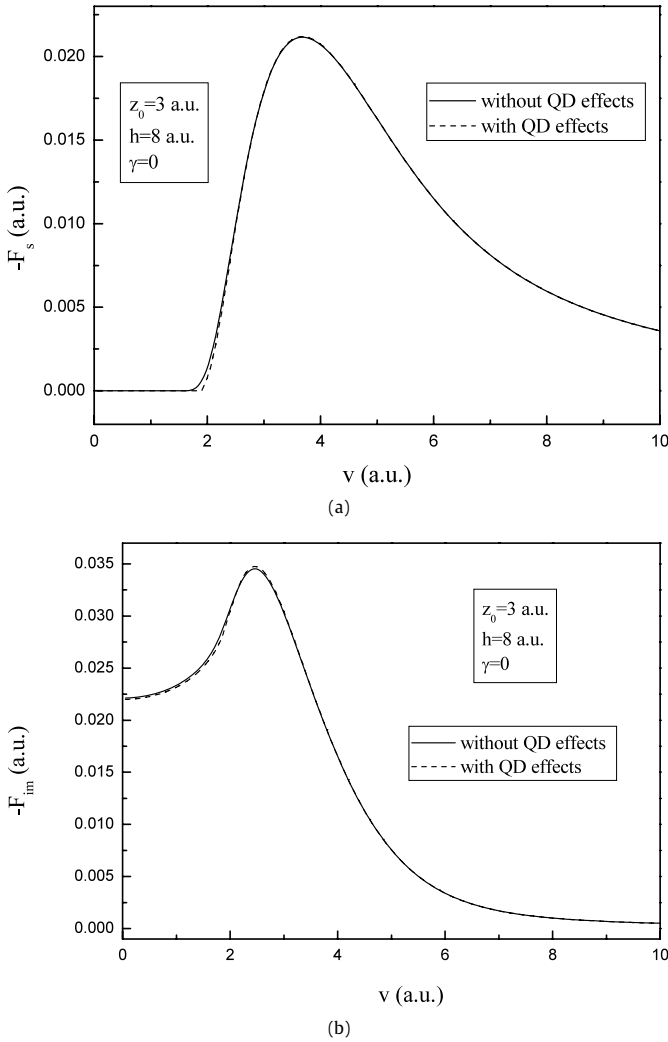 0.020
0.015
0.010
0.005
0.000
-Fs (a.u.)
z0=3 a.u.
h=8 a.u.
γ=0
without QD effects
with QD effects
0 2 4 6 8 10
v (a.u.)
(a)
0.035
0.030
0.025
0.020
0.015
0.010
0.005
0.000
-Fim (a.u.)
z0=3 a.u.
h=8 a.u.
γ=0
without QD effects
with QD effects
0 2 4 6 8 10
v (a.u.)
(b)